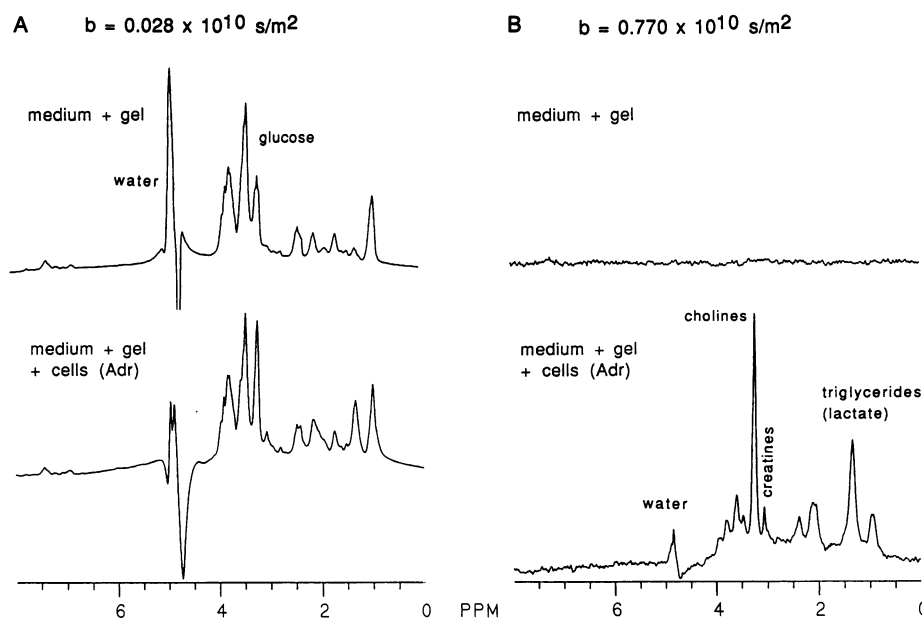 A b = 0.028 x 10¹⁰ s/m²
medium + gel
water
glucose
medium + gel
+ cells (Adr)
6 4 2 0 PPM
B b = 0.770 x 10¹⁰ s/m²
medium + gel
cholines
medium + gel
+ cells (Adr)
triglycerides
(lactate)
creatines
water
6 4 2 0